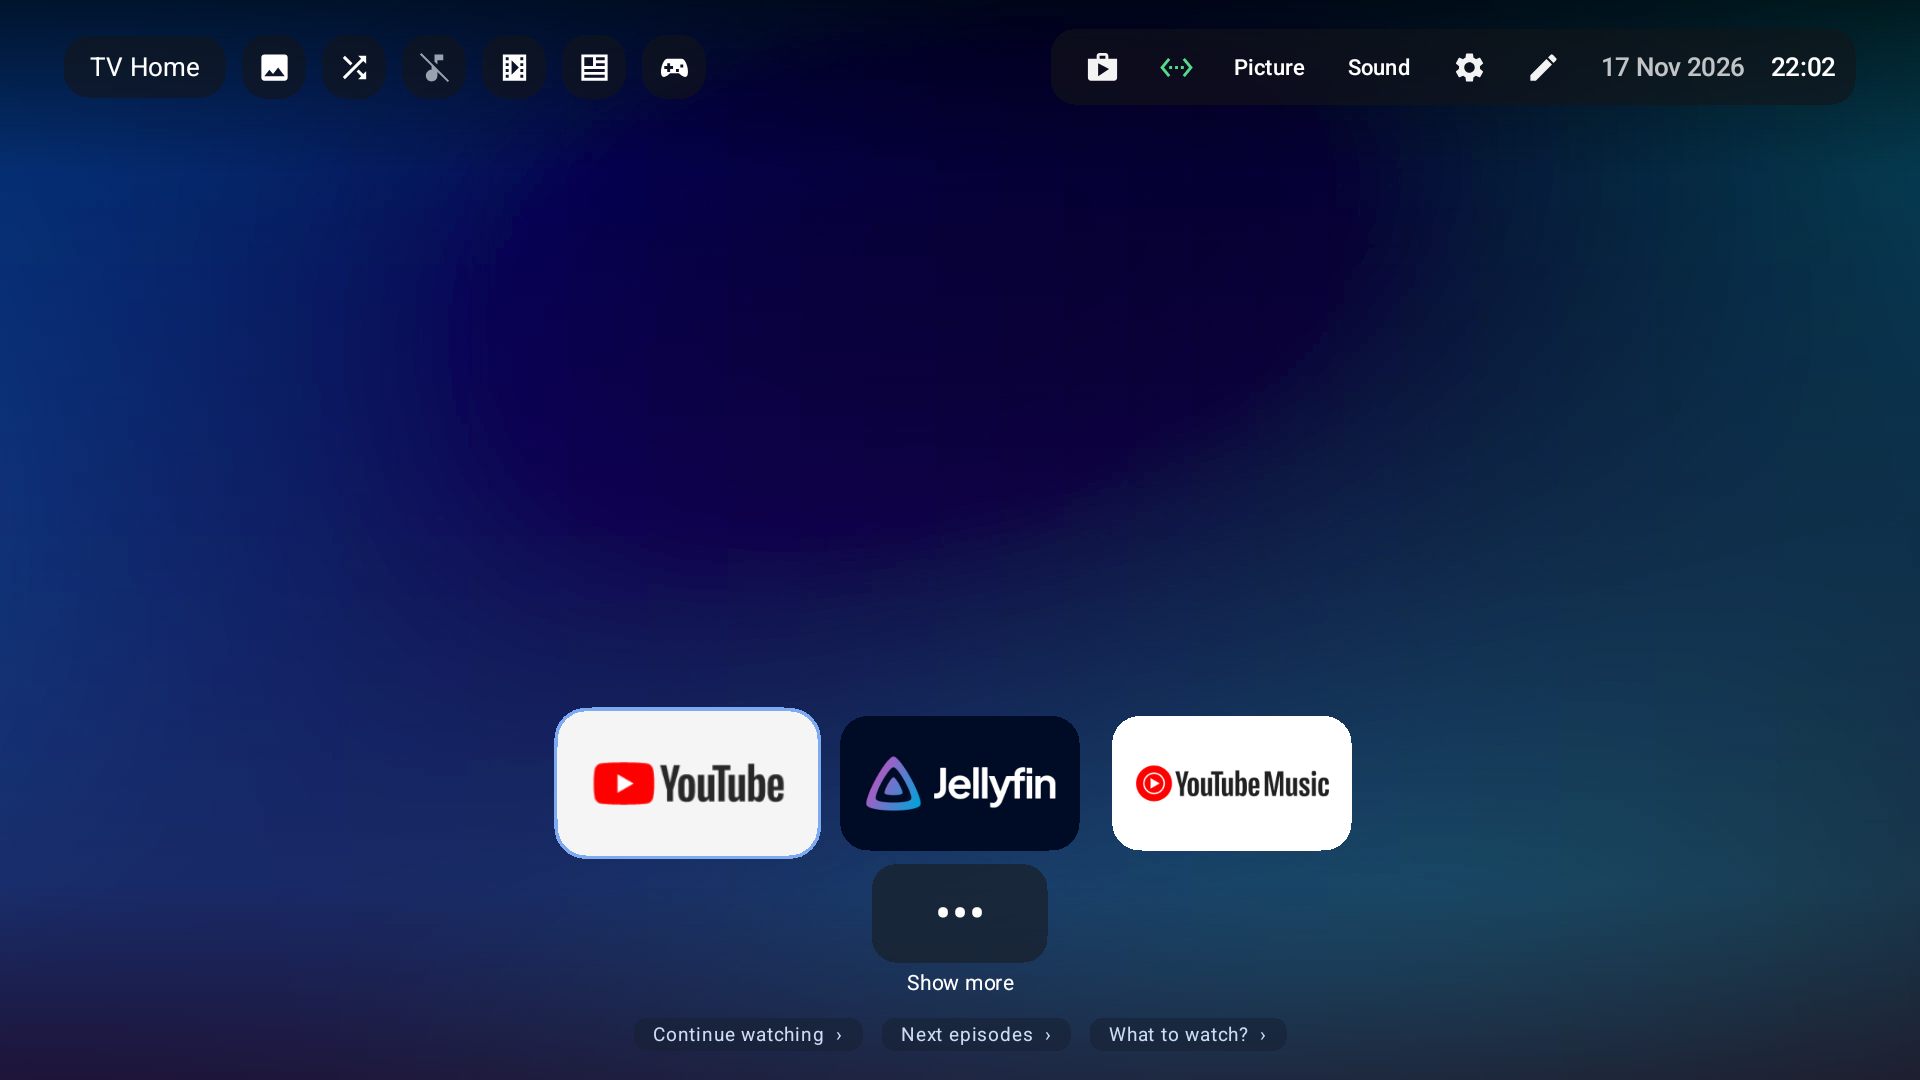 TV Home
Picture
Sound
17 Nov 2026
22:02
YouTube
Jellyfin
YouTube Music
Show more
Continue watching ›
Next episodes ›
What to watch? ›